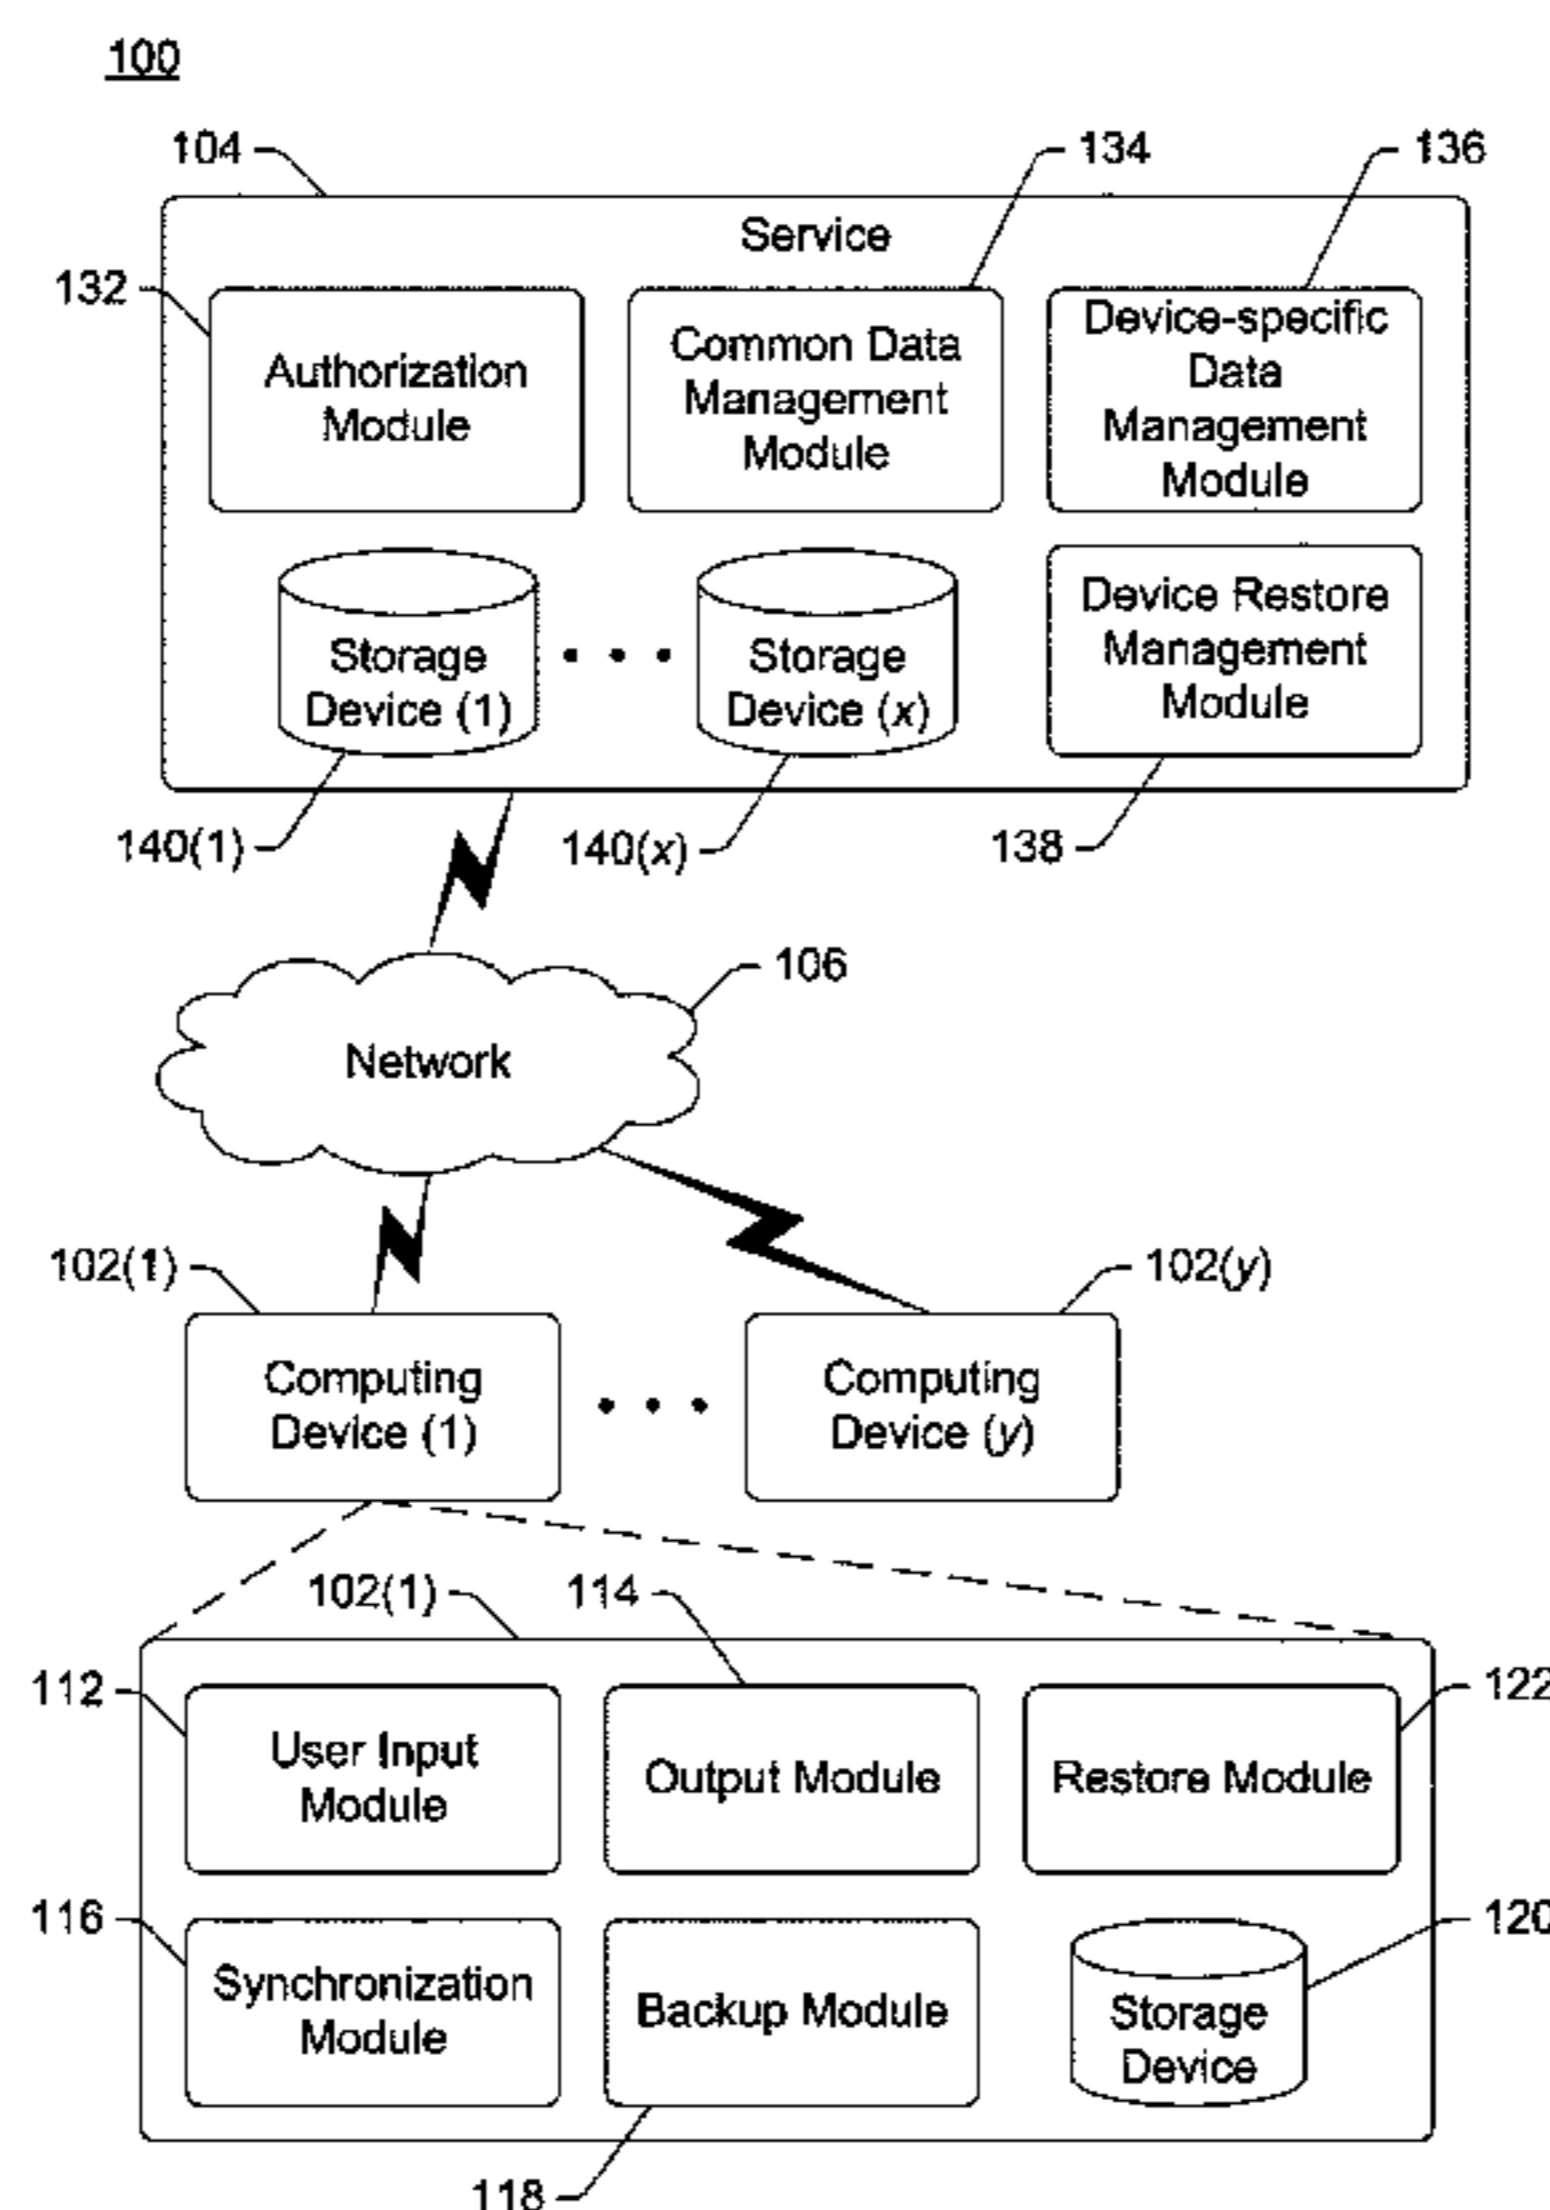 100
104
134
136
Service
132
Authorization
Module
Common Data
Management
Module
Device-specific
Data
Management
Module
Storage
Device (1)
Storage
Device (x)
Device Restore
Management
Module
140(1)
140(x)
138
106
Network
102(1)
102(y)
Computing
Device (1)
Computing
Device (y)
102(1)
114
112
122
User Input
Module
Output Module
Restore Module
116
120
Synchronization
Module
Backup Module
Storage
Device
118